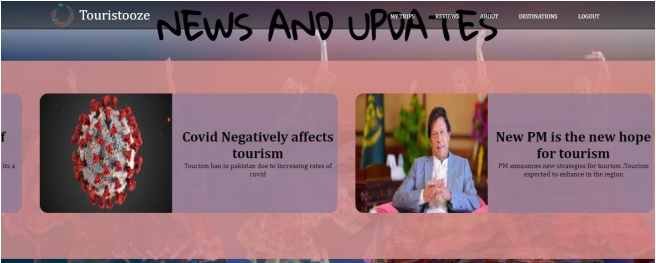 Touristooze
MY TRIPS REVIEWS ABOUT DESTINATIONS LOGOUT
NEWS AND UPDATES
f
its a
Covid Negatively affects
tourism
Tourism ban in pakistan due to increasing rates of
covid
New PM is the new hope
for tourism
PM announces new strategies for tourism .Tourism
expected to enhance in the region